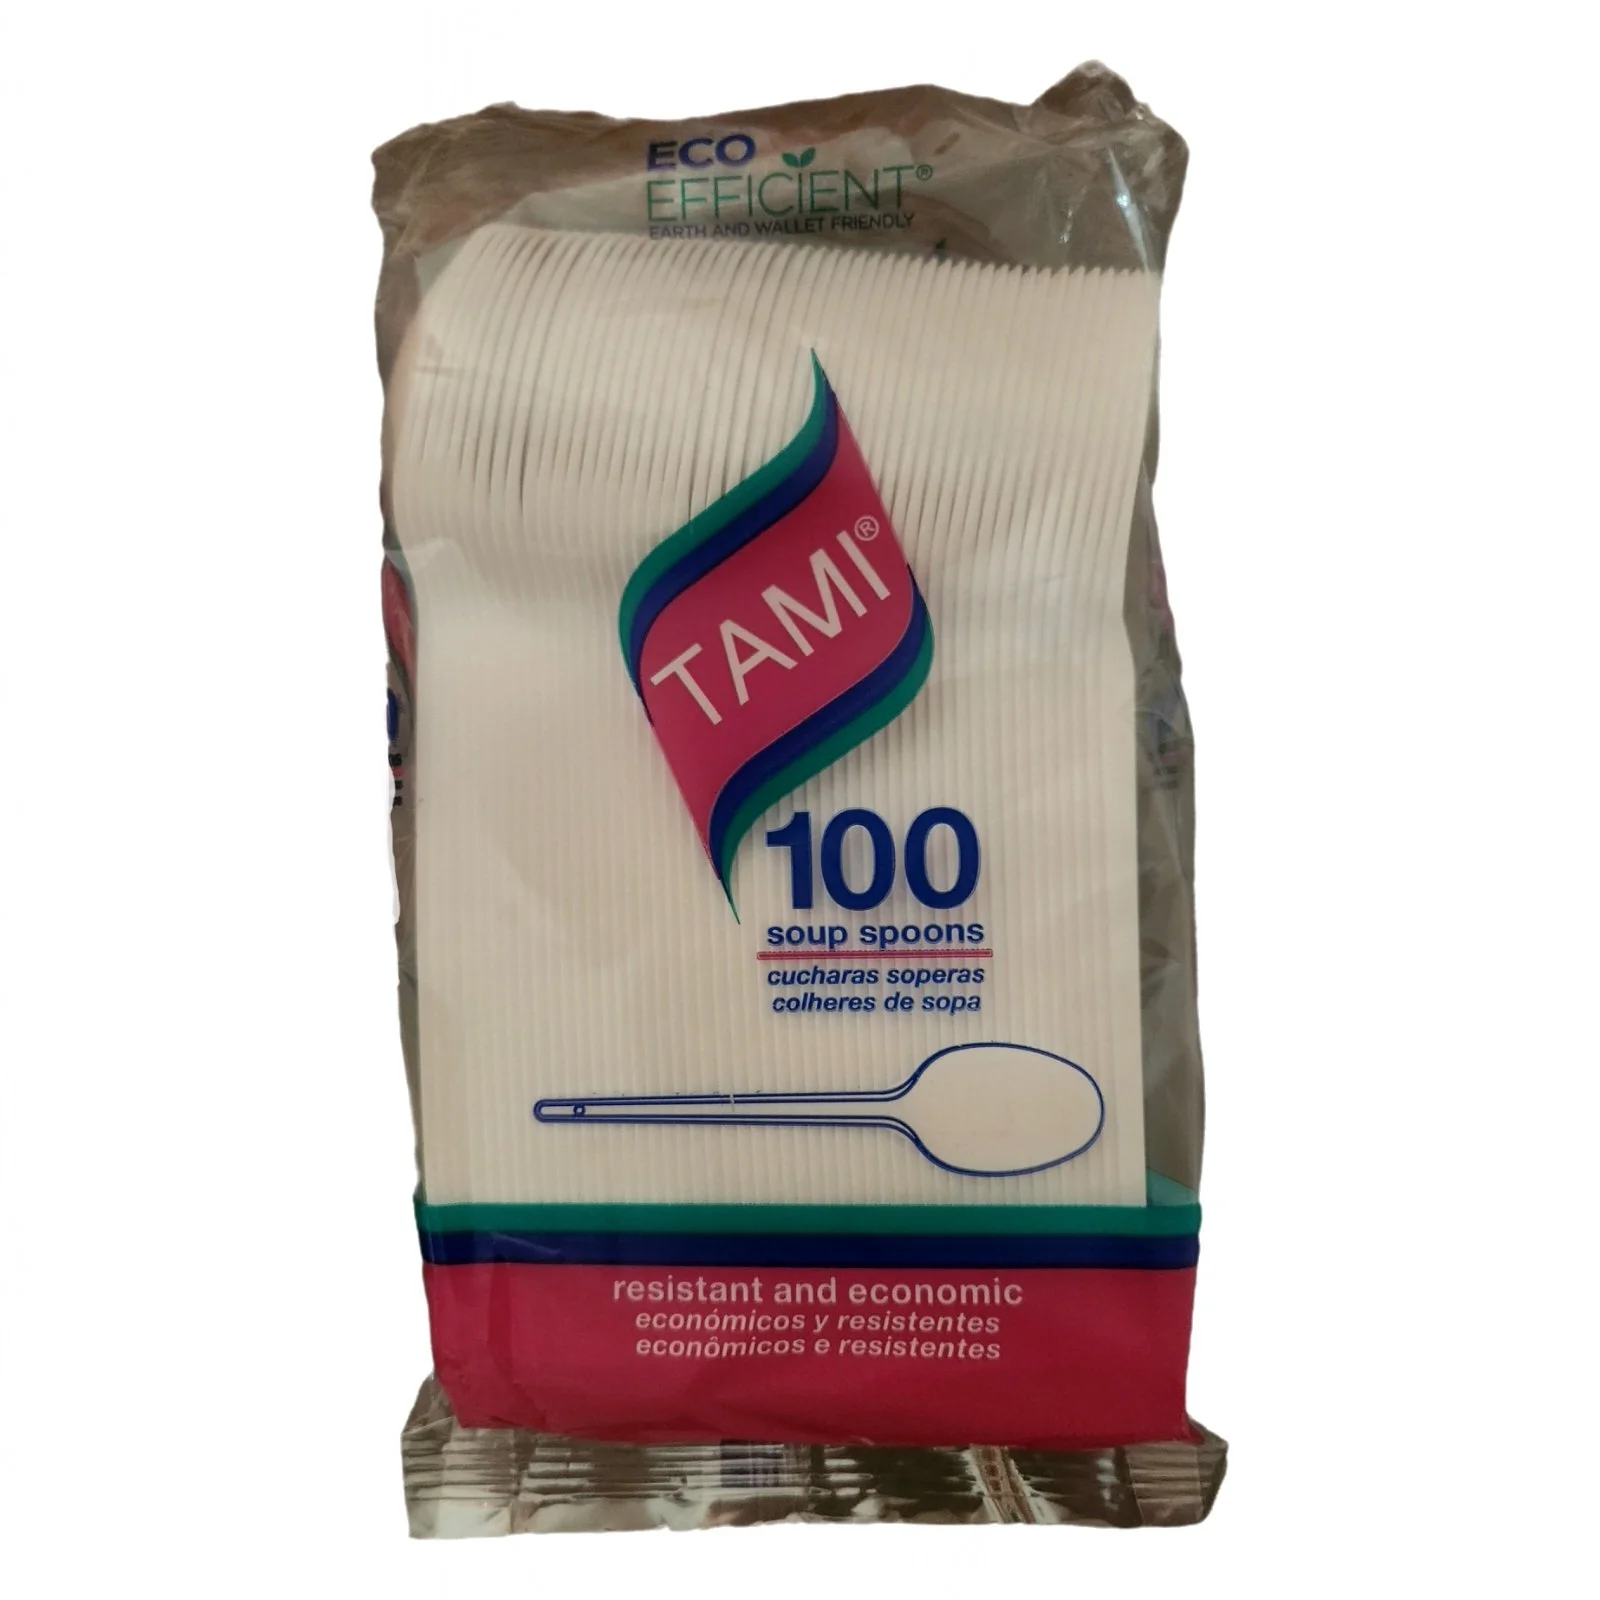 ECO
EFFICIENT®
EARTH AND WALLET FRIENDLY
TAMI®
100
soup spoons
cucharas soperas
colheres de sopa
resistant and economic
económicos y resistentes
econômicos e resistentes